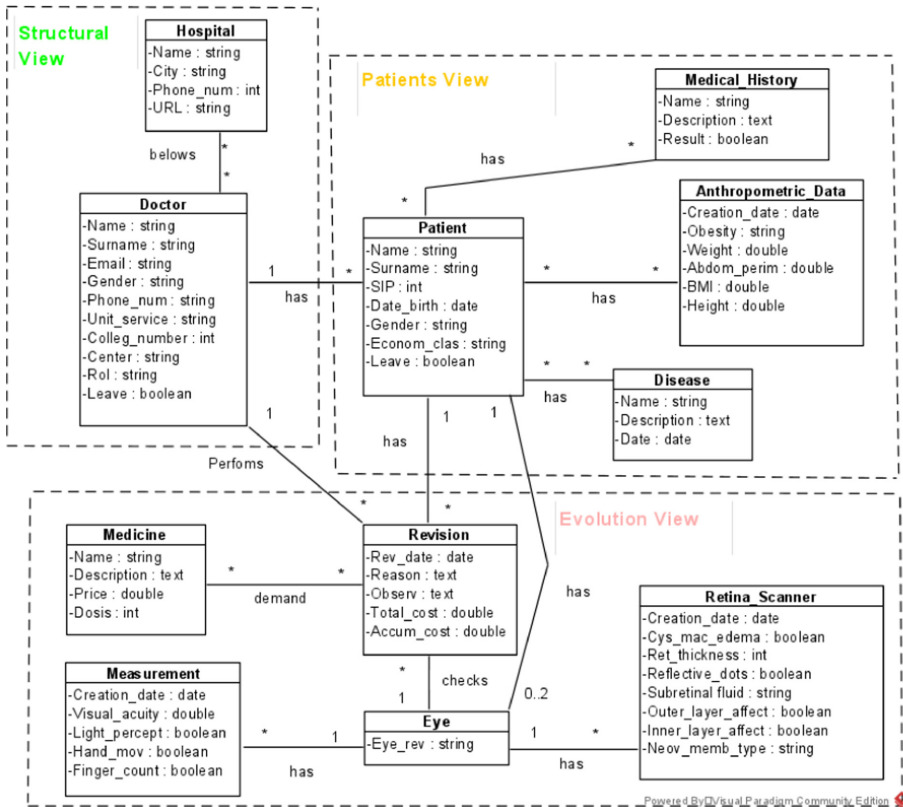 Structural
View
Hospital
-Name : string
-City : string
-Phone_num : int
-URL : string
belows
*
*
Doctor
-Name : string
-Surname : string
-Email : string
-Gender : string
-Phone_num : string
-Unit_service : string
-Colleg_number : int
-Center : string
-Rol : string
-Leave : boolean
1
*
has
1
Perfoms
*
Patients View
Medical_History
-Name : string
-Description : text
-Result : boolean
has
*
*
Patient
-Name : string
-Surname : string
-SIP : int
-Date_birth : date
-Gender : string
-Econom_clas : string
-Leave : boolean
Anthropometric_Data
-Creation_date : date
-Obesity : string
-Weight : double
-Abdom_perim : double
-BMI : double
-Height : double
*
*
has
*
*
has
Disease
-Name : string
-Description : text
-Date : date
1
1
has
*
Evolution View
Medicine
-Name : string
-Description : text
-Price : double
-Dosis : int
*
*
demand
Revision
-Rev_date : date
-Reason : text
-Observ : text
-Total_cost : double
-Accum_cost : double
has
Retina_Scanner
-Creation_date : date
-Cys_mac_edema : boolean
-Ret_thickness : int
-Reflective_dots : boolean
-Subretinal fluid : string
-Outer_layer_affect : boolean
-Inner_layer_affect : boolean
-Neov_memb_type : string
Measurement
-Creation_date : date
-Visual_acuity : double
-Light_percept : boolean
-Hand_mov : boolean
-Finger_count : boolean
*
checks
1
0..2
Eye
-Eye_rev : string
*
1
has
1
*
has
Powered By Visual Paradigm Community Edition